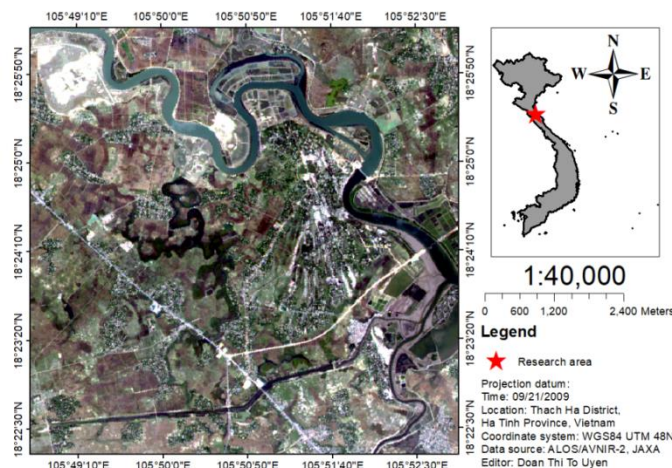 105°49'10"E 105°50'0"E 105°50'50"E 105°51'40"E 105°52'30"E
18°25'50"N 18°25'50"N
18°25'0"N 18°25'0"N
18°24'10"N 18°24'10"N
18°23'20"N 18°23'20"N
18°22'30"N 18°22'30"N
105°49'10"E 105°50'0"E 105°50'50"E 105°51'40"E 105°52'30"E
N
W E
S
1:40,000
0 600 1,200 2,400 Meters
Legend
Research area
Projection datum:
Time: 09/21/2009
Location: Thach Ha District,
Ha Tinh Province, Vietnam
Coordinate system: WGS84 UTM 48N
Data source: ALOS/AVNIR-2, JAXA
Editor: Doan Thi To Uyen